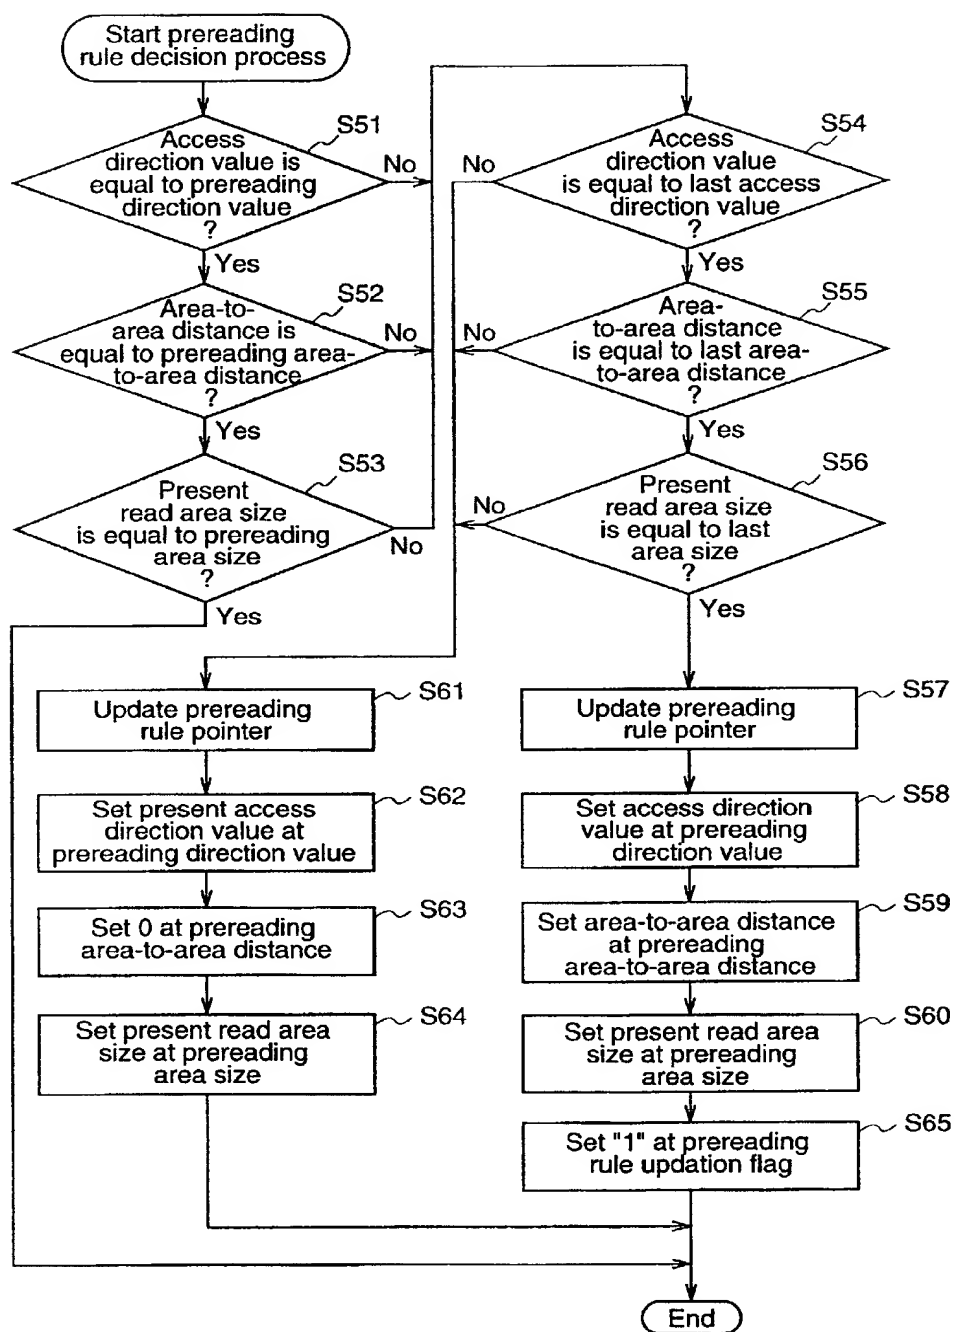 Start prereading
rule decision process
S51
Access
direction value is
equal to prereading
direction value
?
No
Yes
S52
Area-to-
area distance is
equal to prereading area-
to-area distance
?
No
Yes
S53
Present
read area size
is equal to prereading
area size
?
No
Yes
S54
Access
direction value
is equal to last access
direction value
?
No
Yes
S55
Area-
to-area distance
is equal to last area-
to-area distance
?
No
Yes
S56
Present
read area size
is equal to last
area size
?
No
Yes
S61
Update prereading
rule pointer
S62
Set present access
direction value at
prereading direction value
S63
Set 0 at prereading
area-to-area distance
S64
Set present read area
size at prereading
area size
S57
Update prereading
rule pointer
S58
Set access direction
value at prereading
direction value
S59
Set area-to-area distance
at prereading
area-to-area distance
S60
Set present read area
size at prereading
area size
S65
Set "1" at prereading
rule updation flag
End